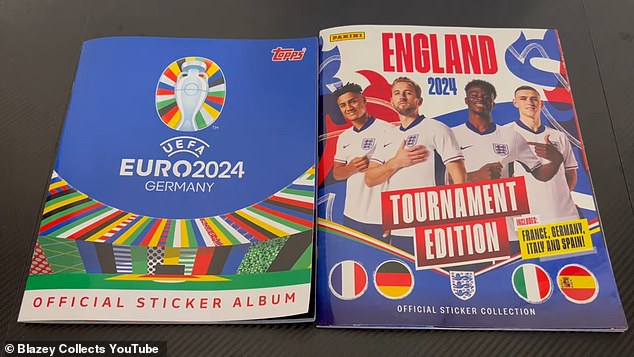 topps
UEFA
EURO2024
GERMANY
TM
OFFICIAL STICKER ALBUM
PANINI
ENGLAND
2024
TOURNAMENT
EDITION
INCLUDES:
FRANCE, GERMANY,
ITALY AND SPAIN!
OFFICIAL STICKER COLLECTION
© Blazey Collects YouTube